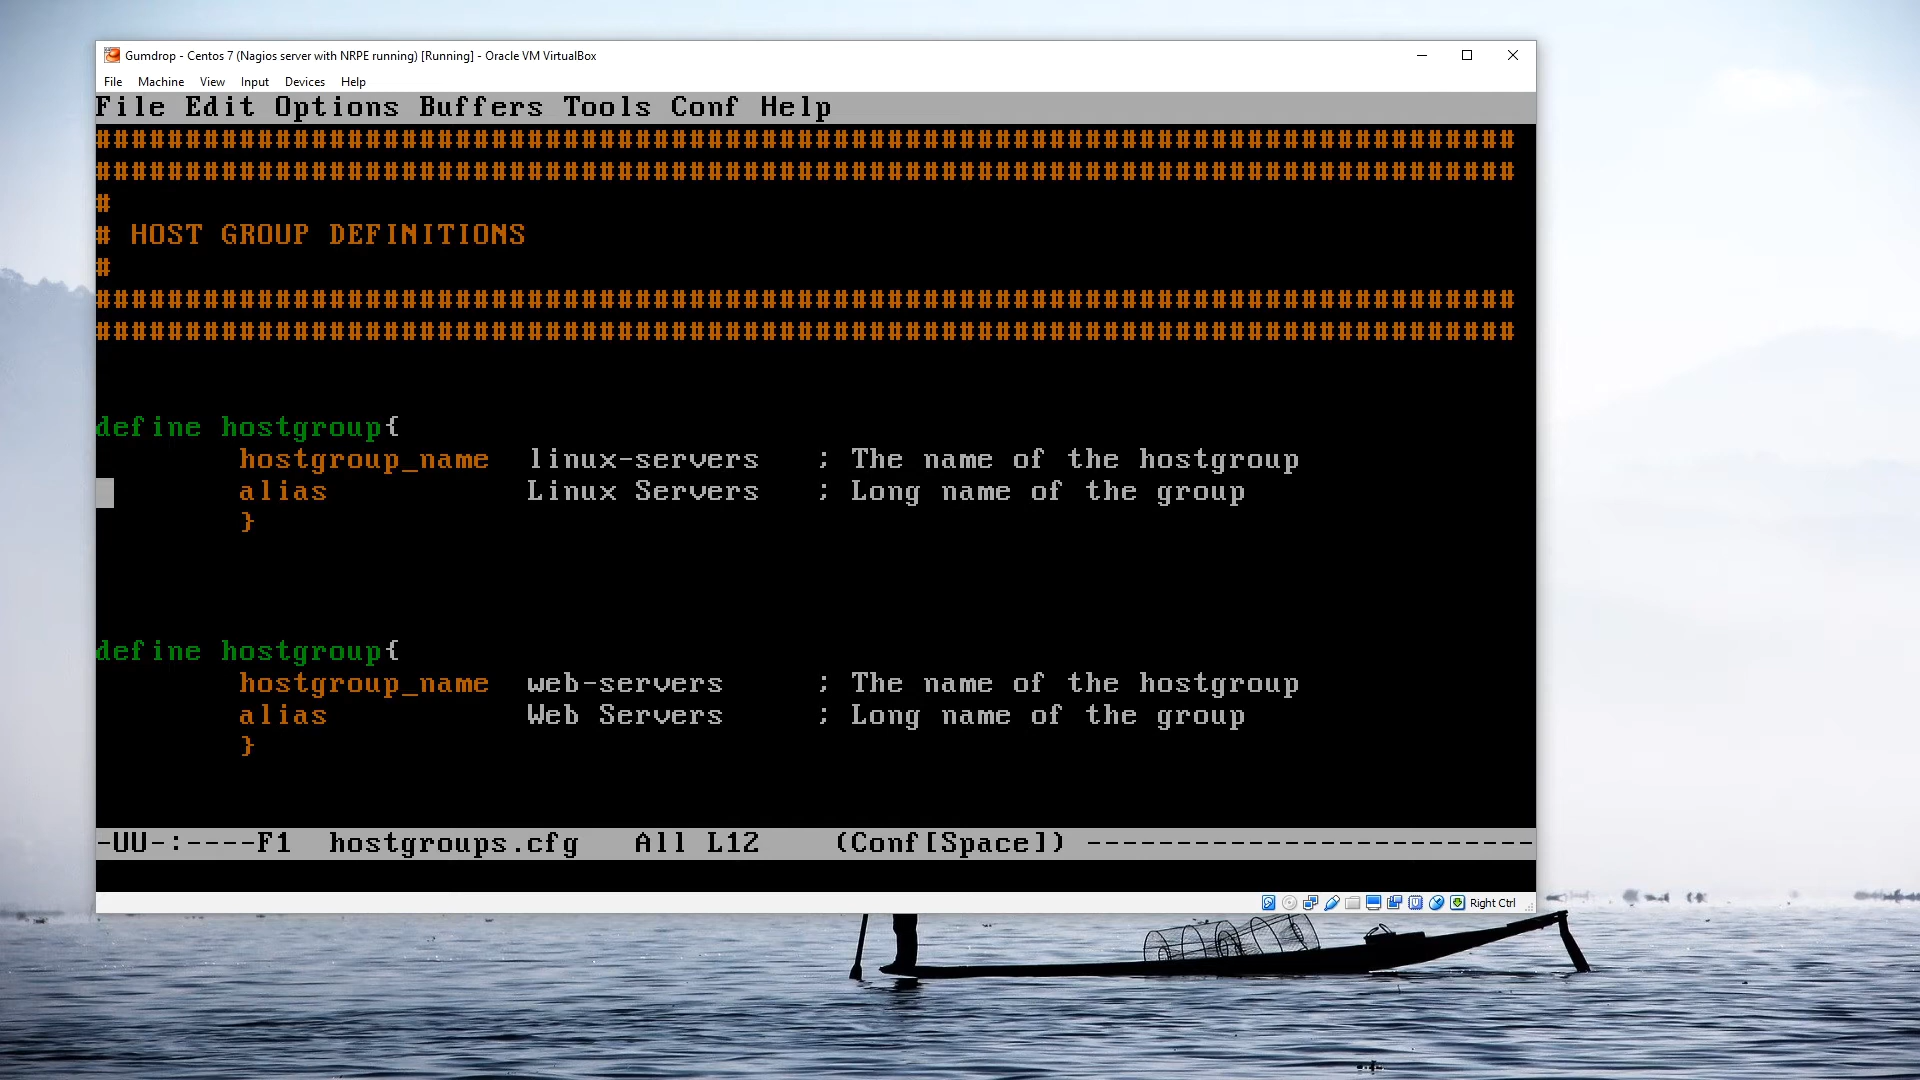 Gumdrop - Centos 7 (Nagios server with NRPE running) [Running] - Oracle VM VirtualBox
File Machine View Input Devices Help
File Edit Options Buffers Tools Conf Help
###############################################################################
###############################################################################
#
# HOST GROUP DEFINITIONS
#
###############################################################################
###############################################################################
define hostgroup{
hostgroup_name linux-servers ; The name of the hostgroup
alias Linux Servers ; Long name of the group
}
define hostgroup{
hostgroup_name web-servers ; The name of the hostgroup
alias Web Servers ; Long name of the group
}
-UU-:----F1 hostgroups.cfg All L12 (Conf[Space]) -------------------------
Right Ctrl